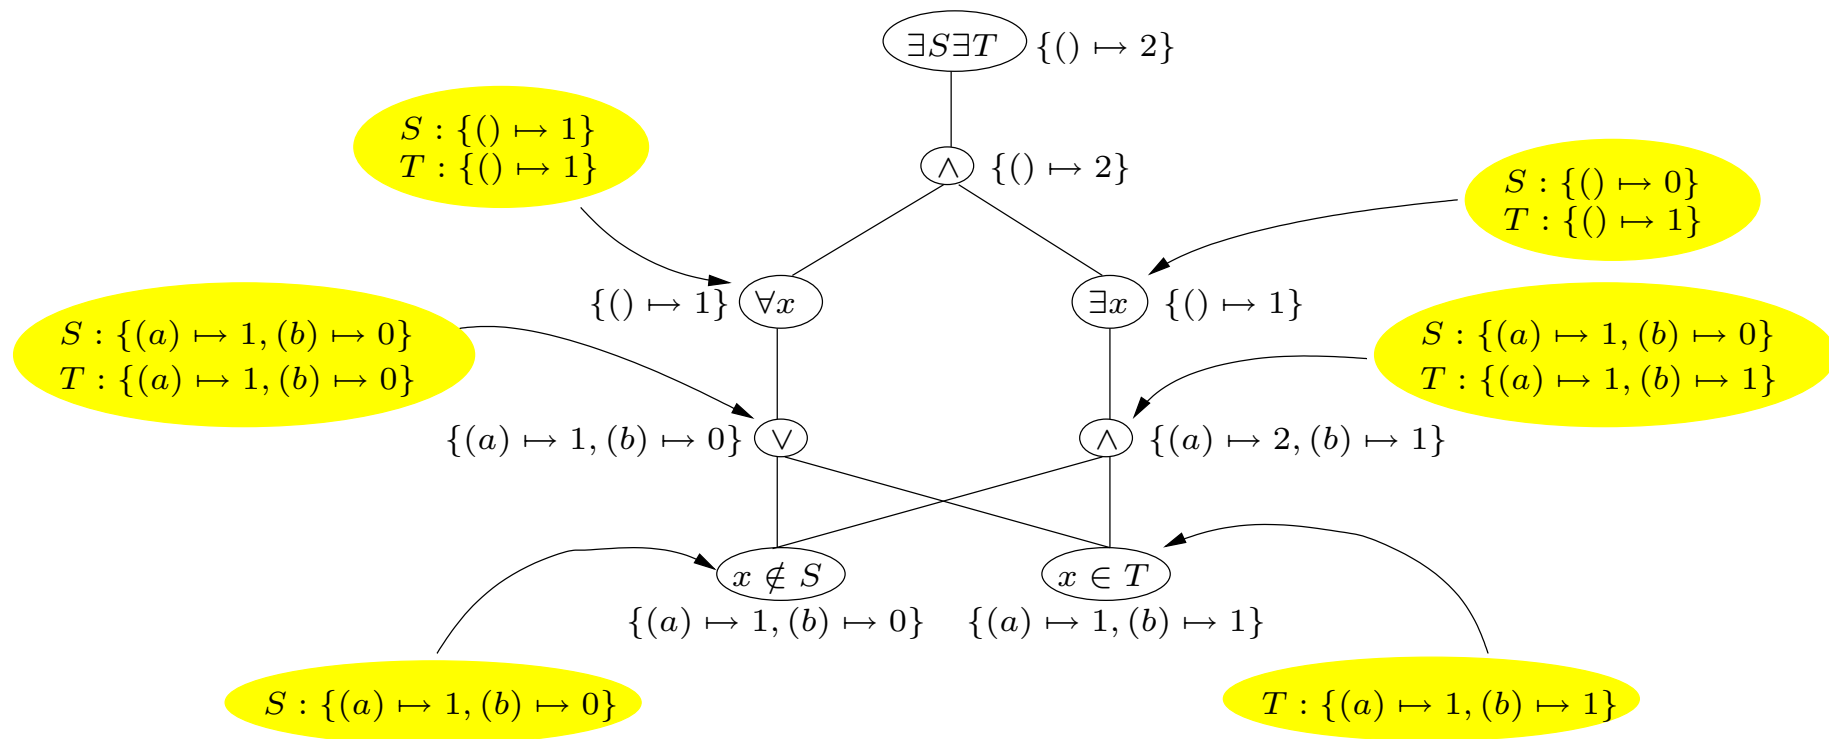 ∃S∃T {() ↦ 2}
S : {() ↦ 1}
T : {() ↦ 1}
∧ {() ↦ 2}
S : {() ↦ 0}
T : {() ↦ 1}
{() ↦ 1} ∀x
∃x {() ↦ 1}
S : {(a) ↦ 1, (b) ↦ 0}
T : {(a) ↦ 1, (b) ↦ 0}
S : {(a) ↦ 1, (b) ↦ 0}
T : {(a) ↦ 1, (b) ↦ 1}
{(a) ↦ 1, (b) ↦ 0} ∨
∧ {(a) ↦ 2, (b) ↦ 1}
x ∉ S
x ∈ T
{(a) ↦ 1, (b) ↦ 0}
{(a) ↦ 1, (b) ↦ 1}
S : {(a) ↦ 1, (b) ↦ 0}
T : {(a) ↦ 1, (b) ↦ 1}